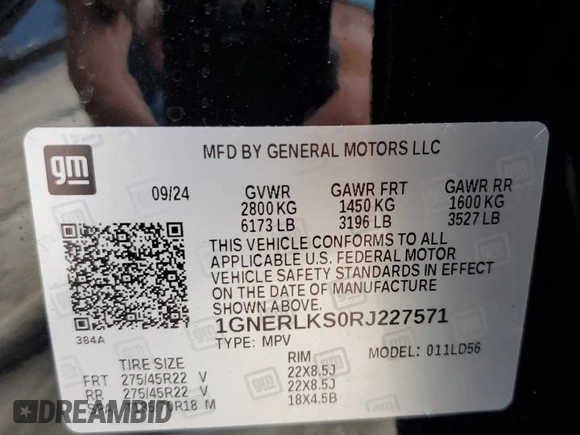 gm
MFD BY GENERAL MOTORS LLC
09/24 GVWR GAWR FRT GAWR RR
2800 KG 1450 KG 1600 KG
6173 LB 3196 LB 3527 LB
THIS VEHICLE CONFORMS TO ALL
APPLICABLE U.S. FEDERAL MOTOR
VEHICLE SAFETY STANDARDS IN EFFECT
ON THE DATE OF MANUFACTURE
SHOWN ABOVE.
384A
1GNERLKS0RJ227571
TYPE: MPV MODEL: 011LD56
TIRE SIZE RIM
FRT 275/45R22 V 22X8.5J
RR 275/45R22 V 22X8.5J
R18 M 18X4.5B
DREAMBID